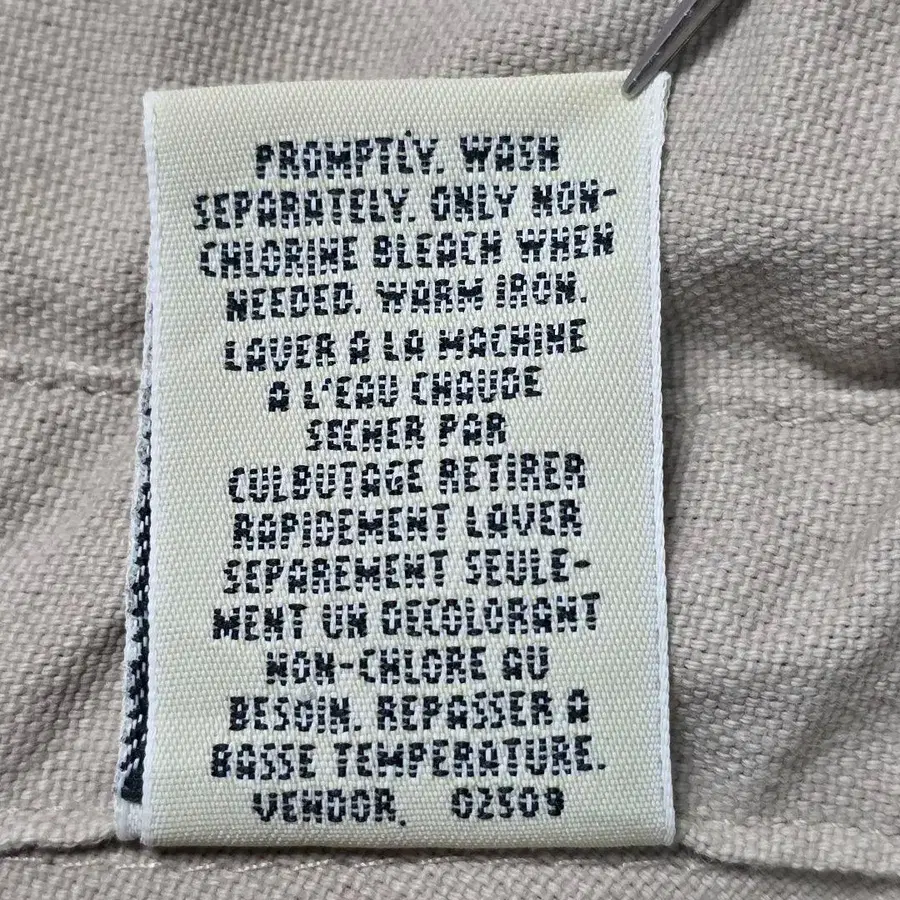 PROMPTLY. WASH
SEPARATELY. ONLY NON-
CHLORINE BLEACH WHEN
NEEDED. WARM IRON.
LAVER A LA MACHINE
A L'EAU CHAUDE
SECHER PAR
CULBUTAGE RETIRER
RAPIDEMENT LAVER
SEPAREMENT SEULE-
MENT UN DECOLORANT
NON-CHLORE AU
BESOIN. REPASSER A
BASSE TEMPERATURE.
VENDOR. 02509